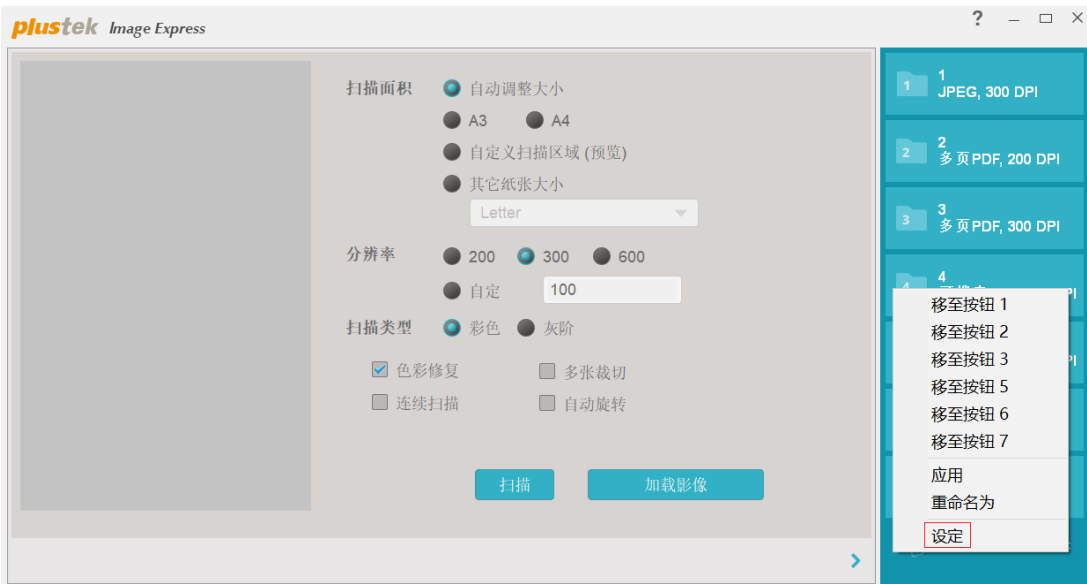 plustek Image Express
?
扫描面积
自动调整大小
A3
A4
自定义扫描区域 (预览)
其它纸张大小
Letter
分辨率
200
300
600
自定
100
扫描类型
彩色
灰阶
色彩修复
多张裁切
连续扫描
自动旋转
扫描
加载影像
1
1
JPEG, 300 DPI
2
2
多页PDF, 200 DPI
3
3
多页PDF, 300 DPI
4
4
移至按钮 1
移至按钮 2
移至按钮 3
移至按钮 5
移至按钮 6
移至按钮 7
应用
重命名为
设定